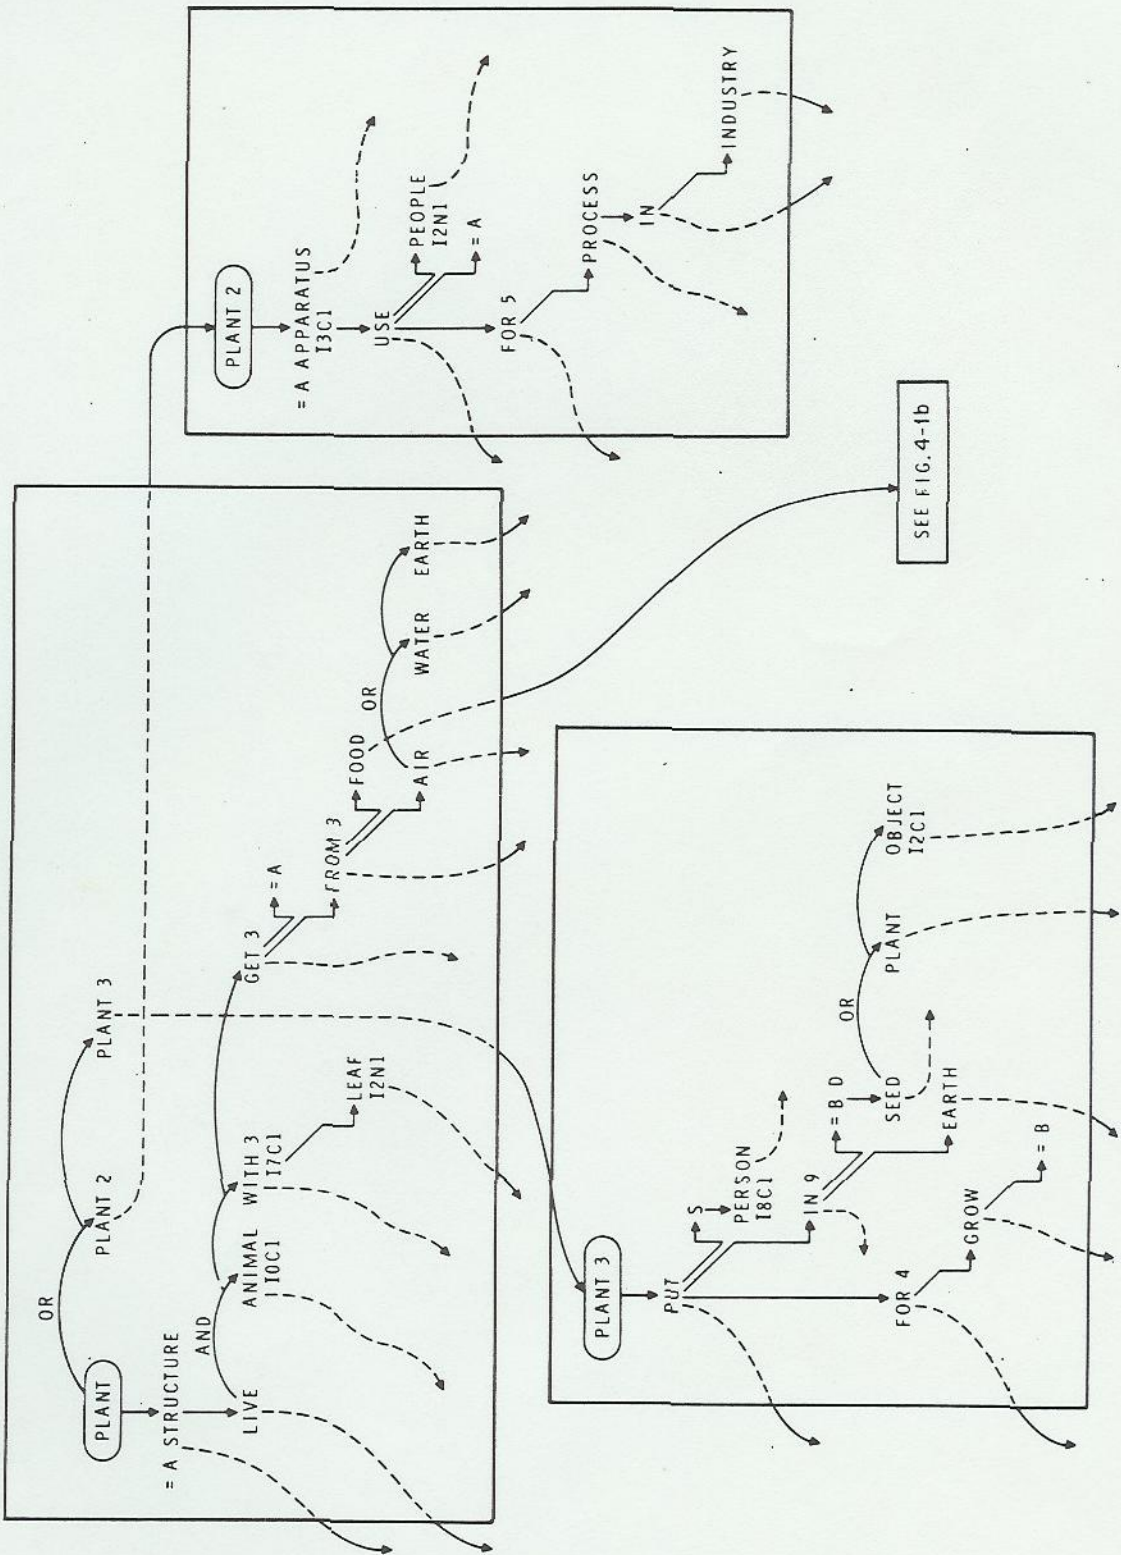 OR
PLANT
PLANT 2
PLANT 3
= A STRUCTURE
AND
LIVE
ANIMAL
I0C1
WITH 3
I7C1
LEAF
I2N1
GET 3
= A
FROM 3
FOOD
OR
AIR
WATER
EARTH
PLANT 2
= A APPARATUS
I3C1
USE
PEOPLE
I2N1
= A
FOR 5
PROCESS
IN
INDUSTRY
PLANT 3
PUT
S
PERSON
I8C1
IN 9
= B D
SEED
OR
PLANT
OBJECT
I2C1
EARTH
FOR 4
GROW
= B
SEE FIG. 4-1b